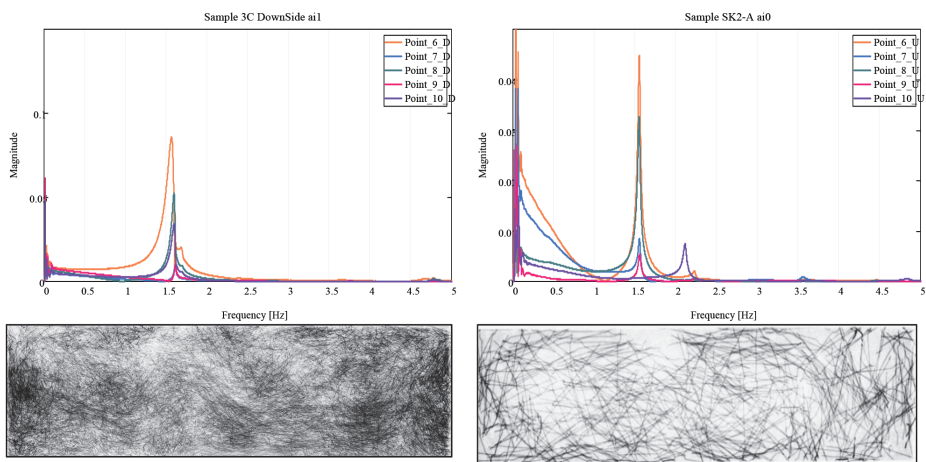 Sample 3C DownSide ai1
Point_6_D
Point_7_D
Point_8_D
Point_9_D
Point_10_D
Magnitude
0.1
0.05
0
0 0.5 1 1.5 2 2.5 3 3.5 4 4.5 5
Frequency [Hz]
Sample SK2-A ai0
Point_6_U
Point_7_U
Point_8_U
Point_9_U
Point_10_U
Magnitude
0
0 0.5 1 1.5 2 2.5 3 3.5 4 4.5 5
Frequency [Hz]